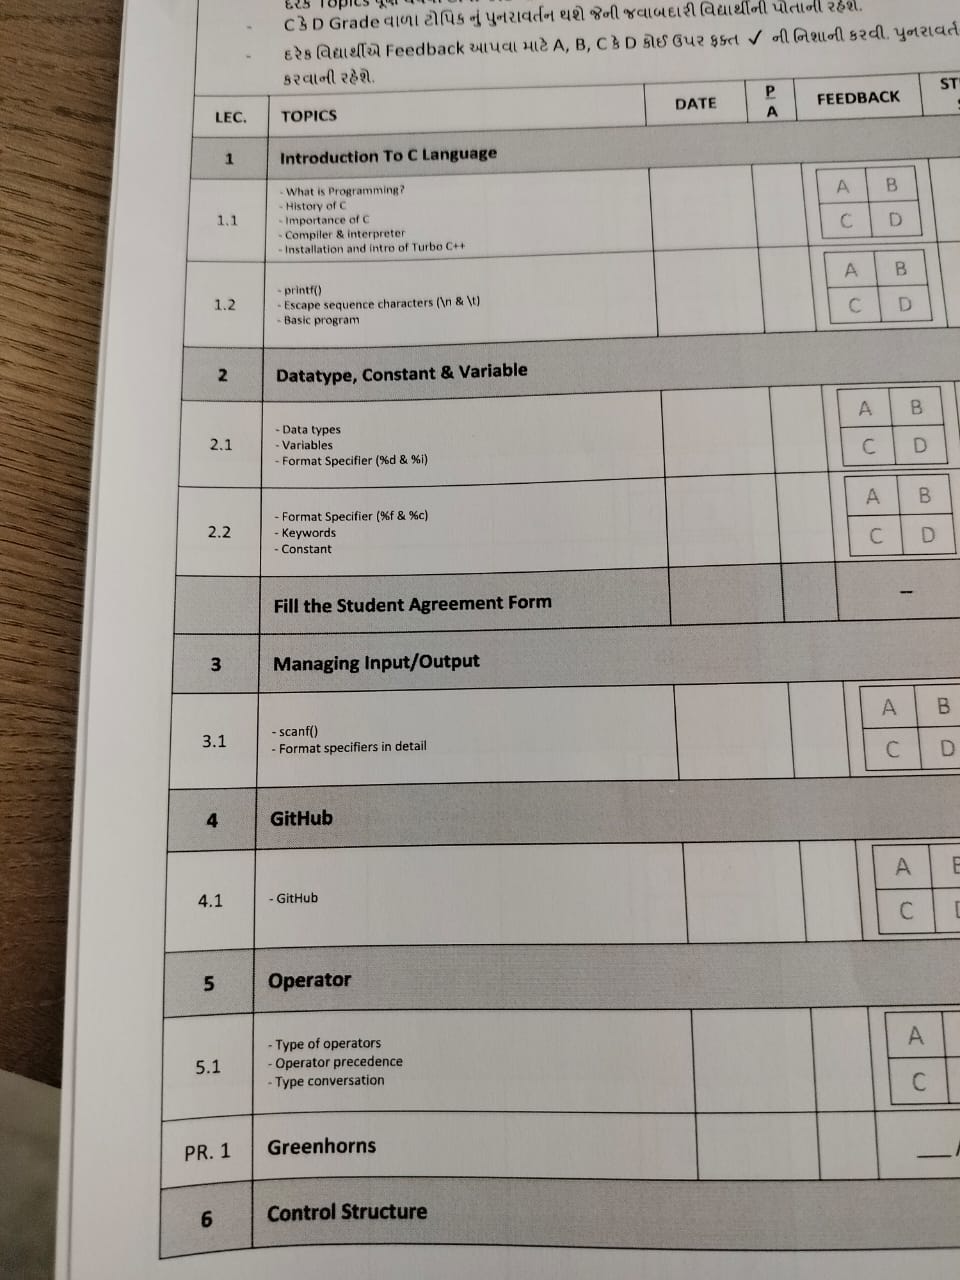 દરેક Topics
C કે D Grade વાળા ટોપિક નું પુનરાવર્તન થશે જેની જવાબદારી વિદ્યાર્થીની પોતાની રહેશે.
- દરેક વિદ્યાર્થીએ Feedback આપવા માટે A, B, C કે D કોઈ ઉપર ફક્ત ✓ ની નિશાની કરવી. પુનરાવર્ત
કરવાની રહેશે.
LEC. TOPICS DATE P A FEEDBACK ST
1 Introduction To C Language
1.1
- What is Programming?
- History of C
- Importance of C
- Compiler & interpreter
- Installation and intro of Turbo C++
A B
C D
1.2
- printf()
- Escape sequence characters (\n & \t)
- Basic program
A B
C D
2 Datatype, Constant & Variable
2.1
- Data types
- Variables
- Format Specifier (%d & %i)
A B
C D
2.2
- Format Specifier (%f & %c)
- Keywords
- Constant
A B
C D
Fill the Student Agreement Form –
3 Managing Input/Output
3.1
- scanf()
- Format specifiers in detail
A B
C D
4 GitHub
4.1
- GitHub
A
C
5 Operator
5.1
- Type of operators
- Operator precedence
- Type conversation
A
C
PR. 1 Greenhorns __/
6 Control Structure